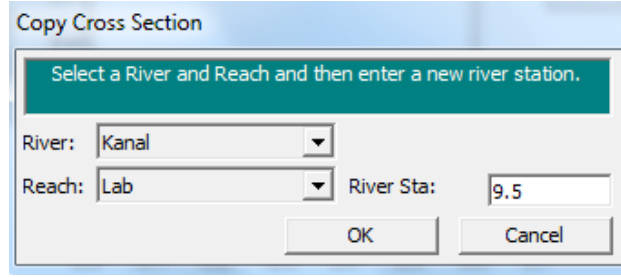 Copy Cross Section
Select a River and Reach and then enter a new river station.
River: Kanal
Reach: Lab River Sta: 9.5
OK Cancel